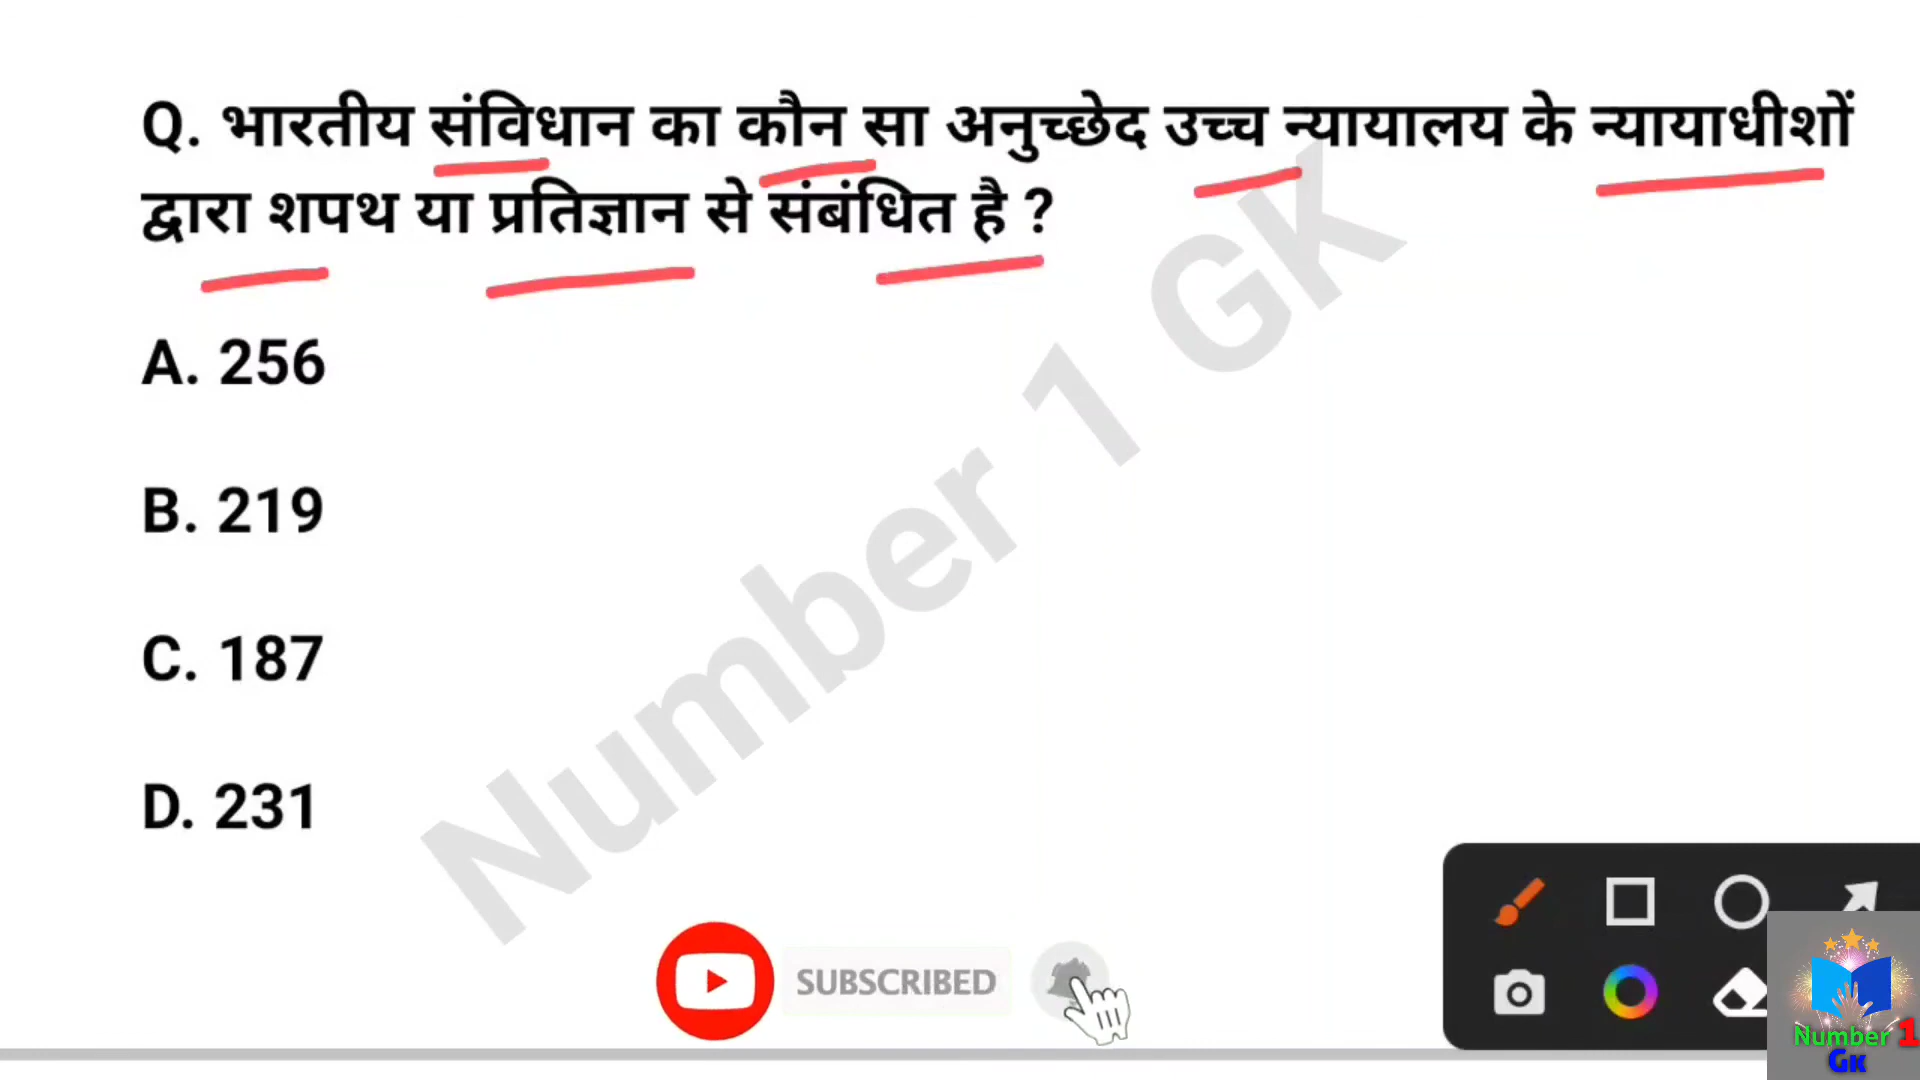 Q. भारतीय संविधान का कौन सा अनुच्छेद उच्च न्यायालय के न्यायाधीशों
द्वारा शपथ या प्रतिज्ञान से संबंधित है ?
A. 256
B. 219
C. 187
D. 231
Number 1 GK
SUBSCRIBED
Number 1
GK